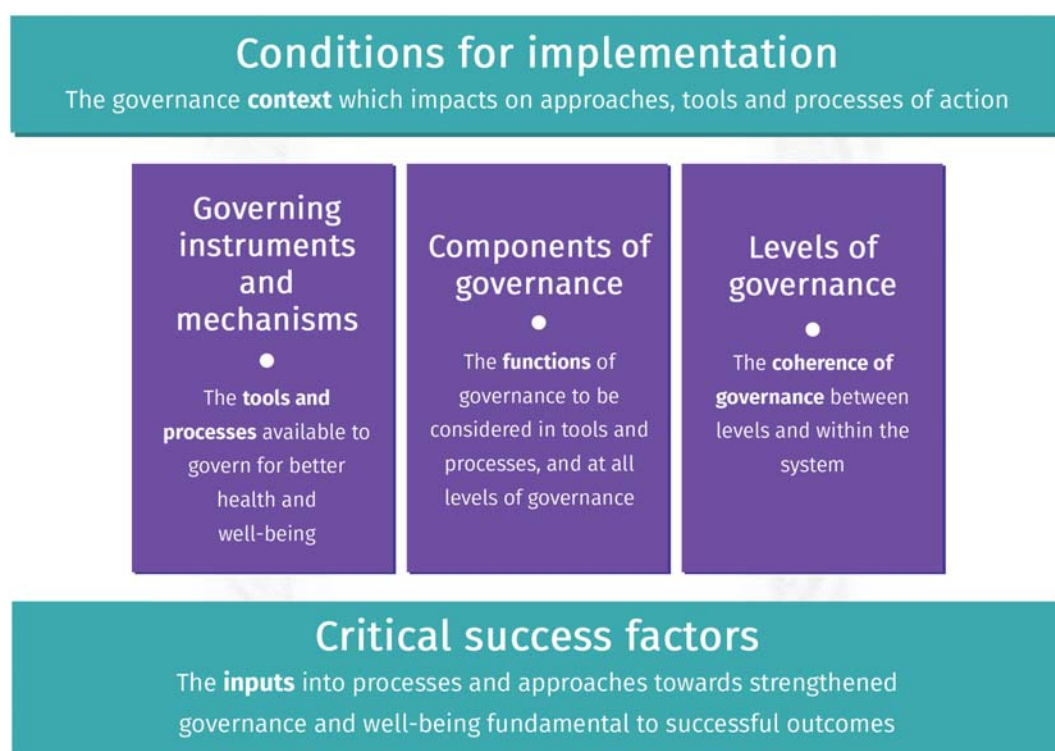 Conditions for implementation
The governance context which impacts on approaches, tools and processes of action
Governing
instruments
and
mechanisms
The tools and
processes available to
govern for better
health and
well-being
Components of
governance
The functions of
governance to be
considered in tools and
processes, and at all
levels of governance
Levels of
governance
The coherence of
governance between
levels and within the
system
Critical success factors
The inputs into processes and approaches towards strengthened
governance and well-being fundamental to successful outcomes